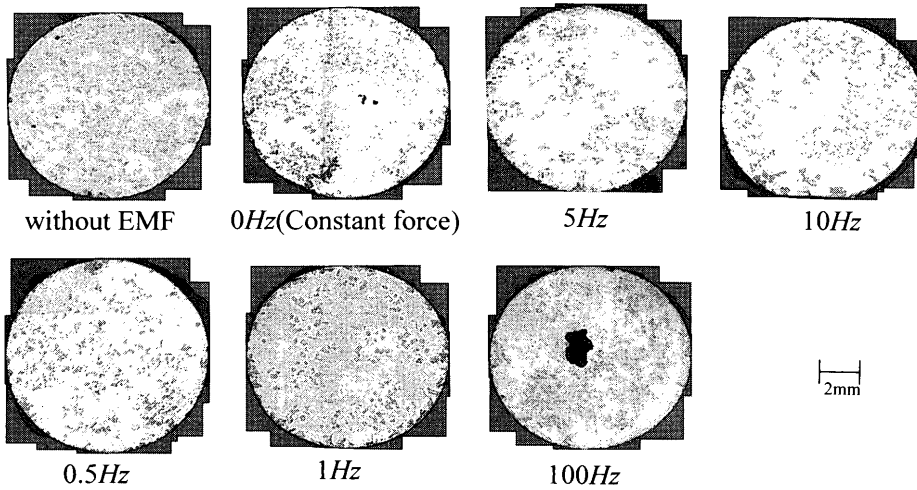 without EMF
0Hz(Constant force)
5Hz
10Hz
0.5Hz
1Hz
100Hz
2mm